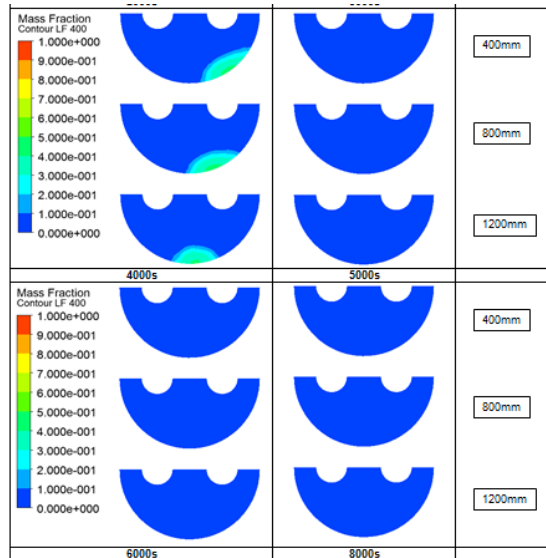 Mass Fraction
Contour LF 400
1.000e+000
9.000e-001
8.000e-001
7.000e-001
6.000e-001
5.000e-001
4.000e-001
3.000e-001
2.000e-001
1.000e-001
0.000e+000
400mm
800mm
1200mm
4000s 5000s
Mass Fraction
Contour LF 400
1.000e+000
9.000e-001
8.000e-001
7.000e-001
6.000e-001
5.000e-001
4.000e-001
3.000e-001
2.000e-001
1.000e-001
0.000e+000
400mm
800mm
1200mm
6000s 8000s